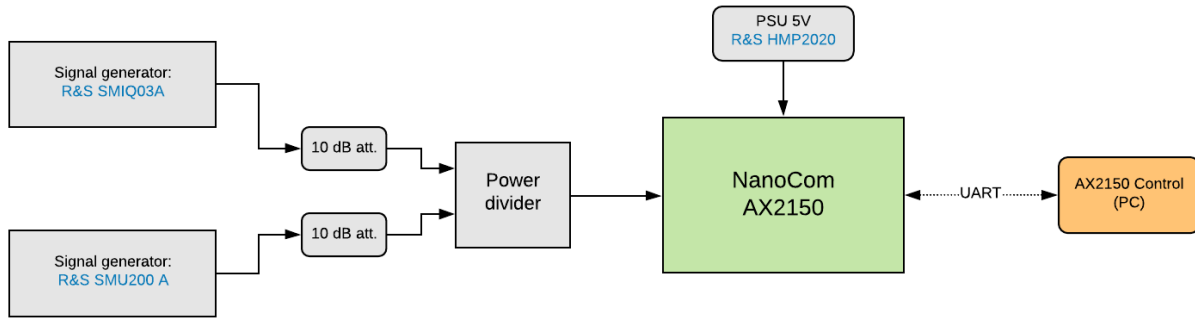 PSU 5V
R&S HMP2020
Signal generator:
R&S SMIQ03A
10 dB att.
Power
divider
NanoCom
AX2150
UART
AX2150 Control
(PC)
10 dB att.
Signal generator:
R&S SMU200 A